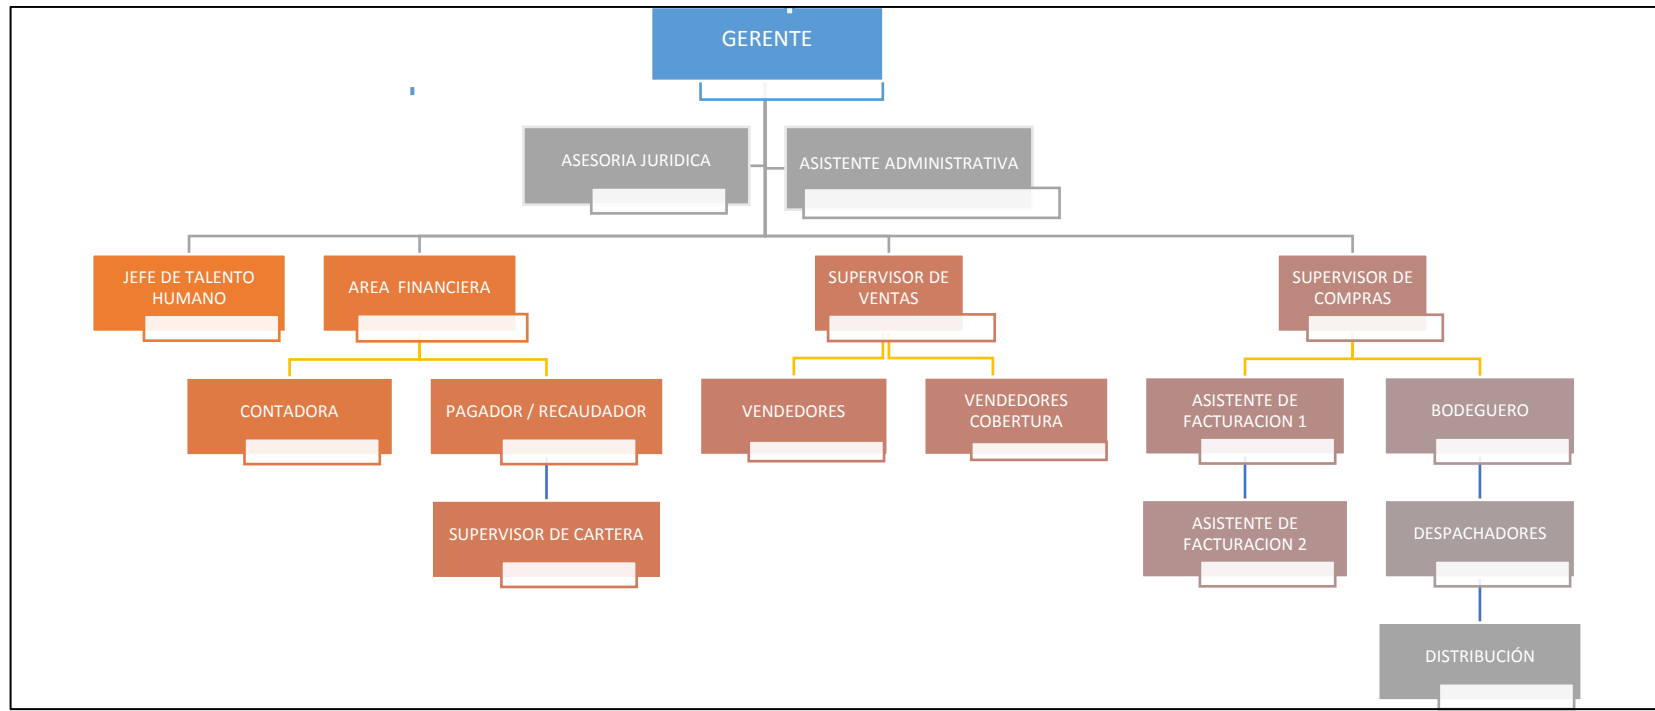 GERENTE
ASESORIA JURIDICA
ASISTENTE ADMINISTRATIVA
JEFE DE TALENTO
HUMANO
AREA FINANCIERA
SUPERVISOR DE
VENTAS
SUPERVISOR DE
COMPRAS
CONTADORA
PAGADOR / RECAUDADOR
VENDEDORES
VENDEDORES
COBERTURA
ASISTENTE DE
FACTURACION 1
BODEGUERO
SUPERVISOR DE CARTERA
ASISTENTE DE
FACTURACION 2
DESPACHADORES
DISTRIBUCIÓN